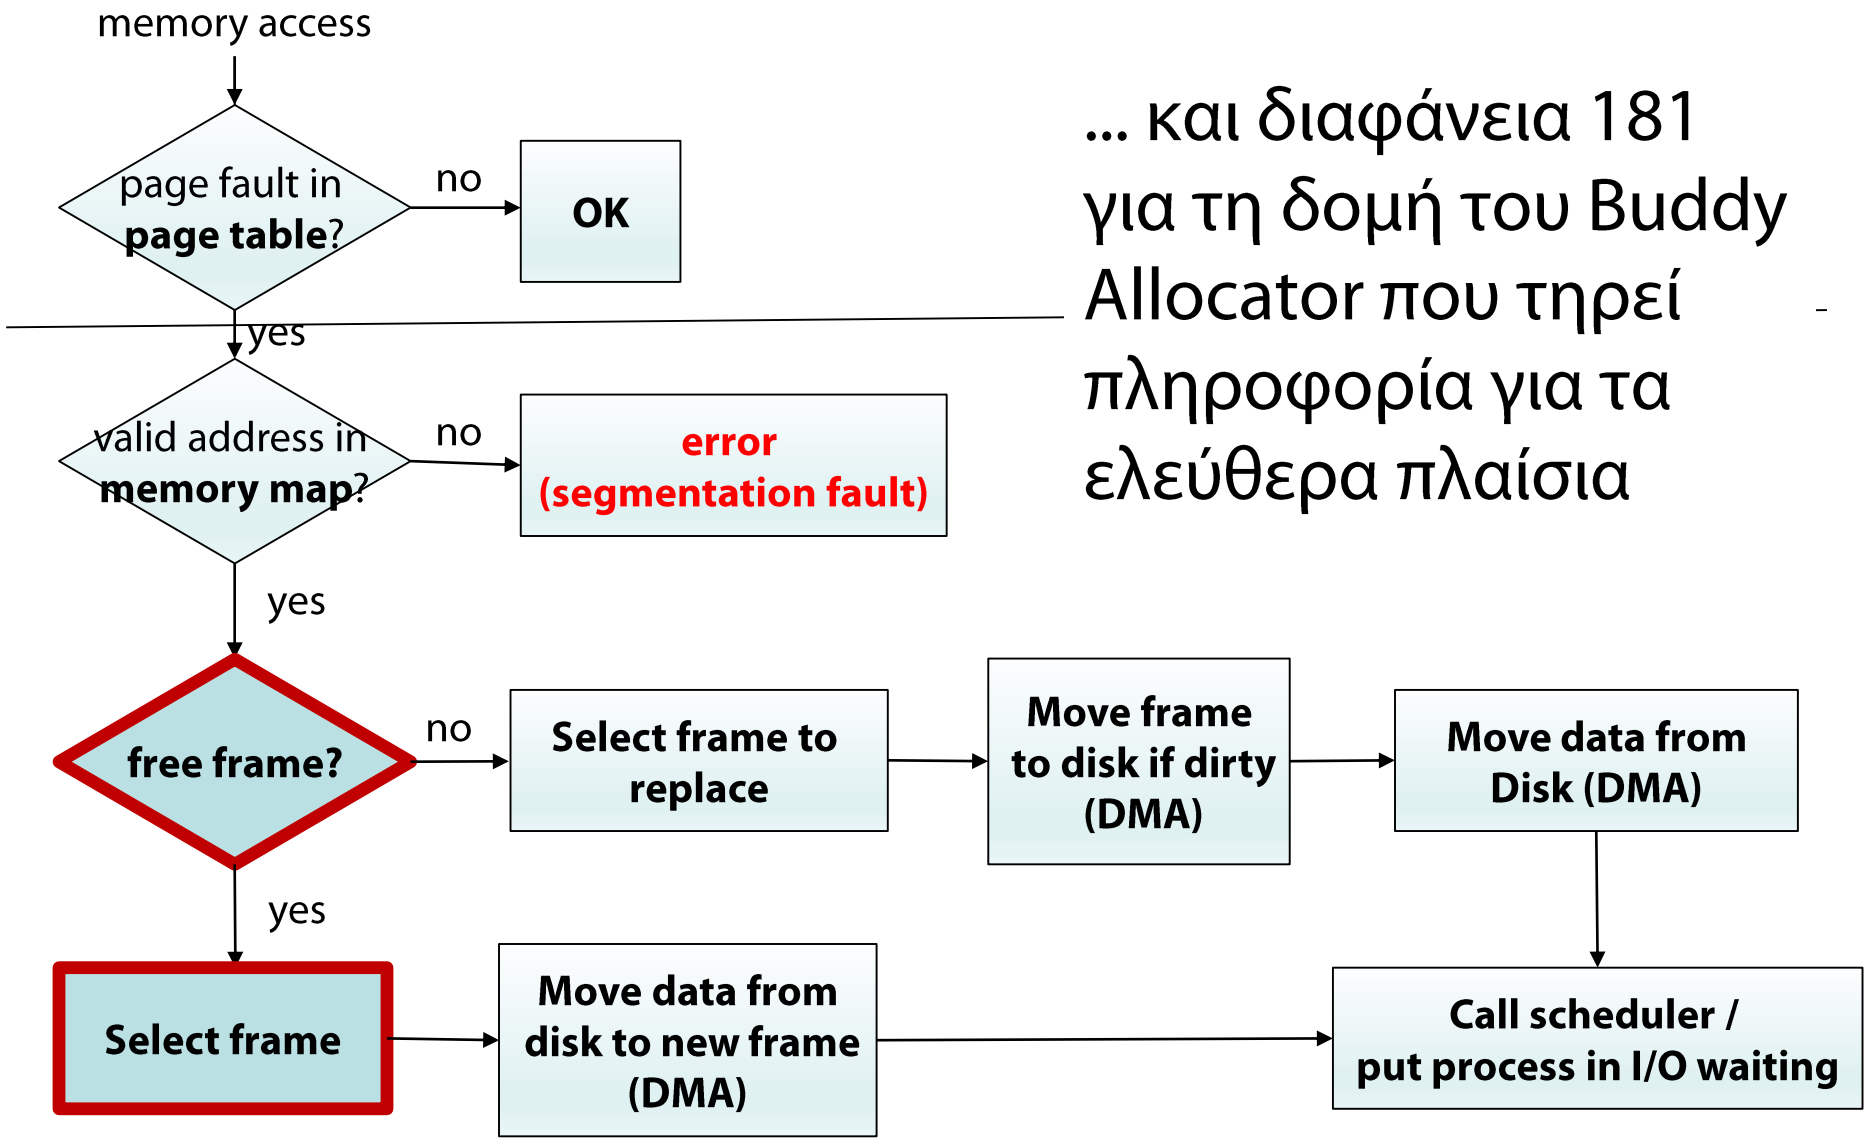 memory access
... και διαφάνεια 181
για τη δομή του Buddy
Allocator που τηρεί
πληροφορία για τα
ελεύθερα πλαίσια
page fault in
page table?
no
OK
yes
valid address in
memory map?
no
error
(segmentation fault)
yes
free frame?
no
Select frame to
replace
Move frame
to disk if dirty
(DMA)
Move data from
Disk (DMA)
yes
Select frame
Move data from
disk to new frame
(DMA)
Call scheduler /
put process in I/O waiting